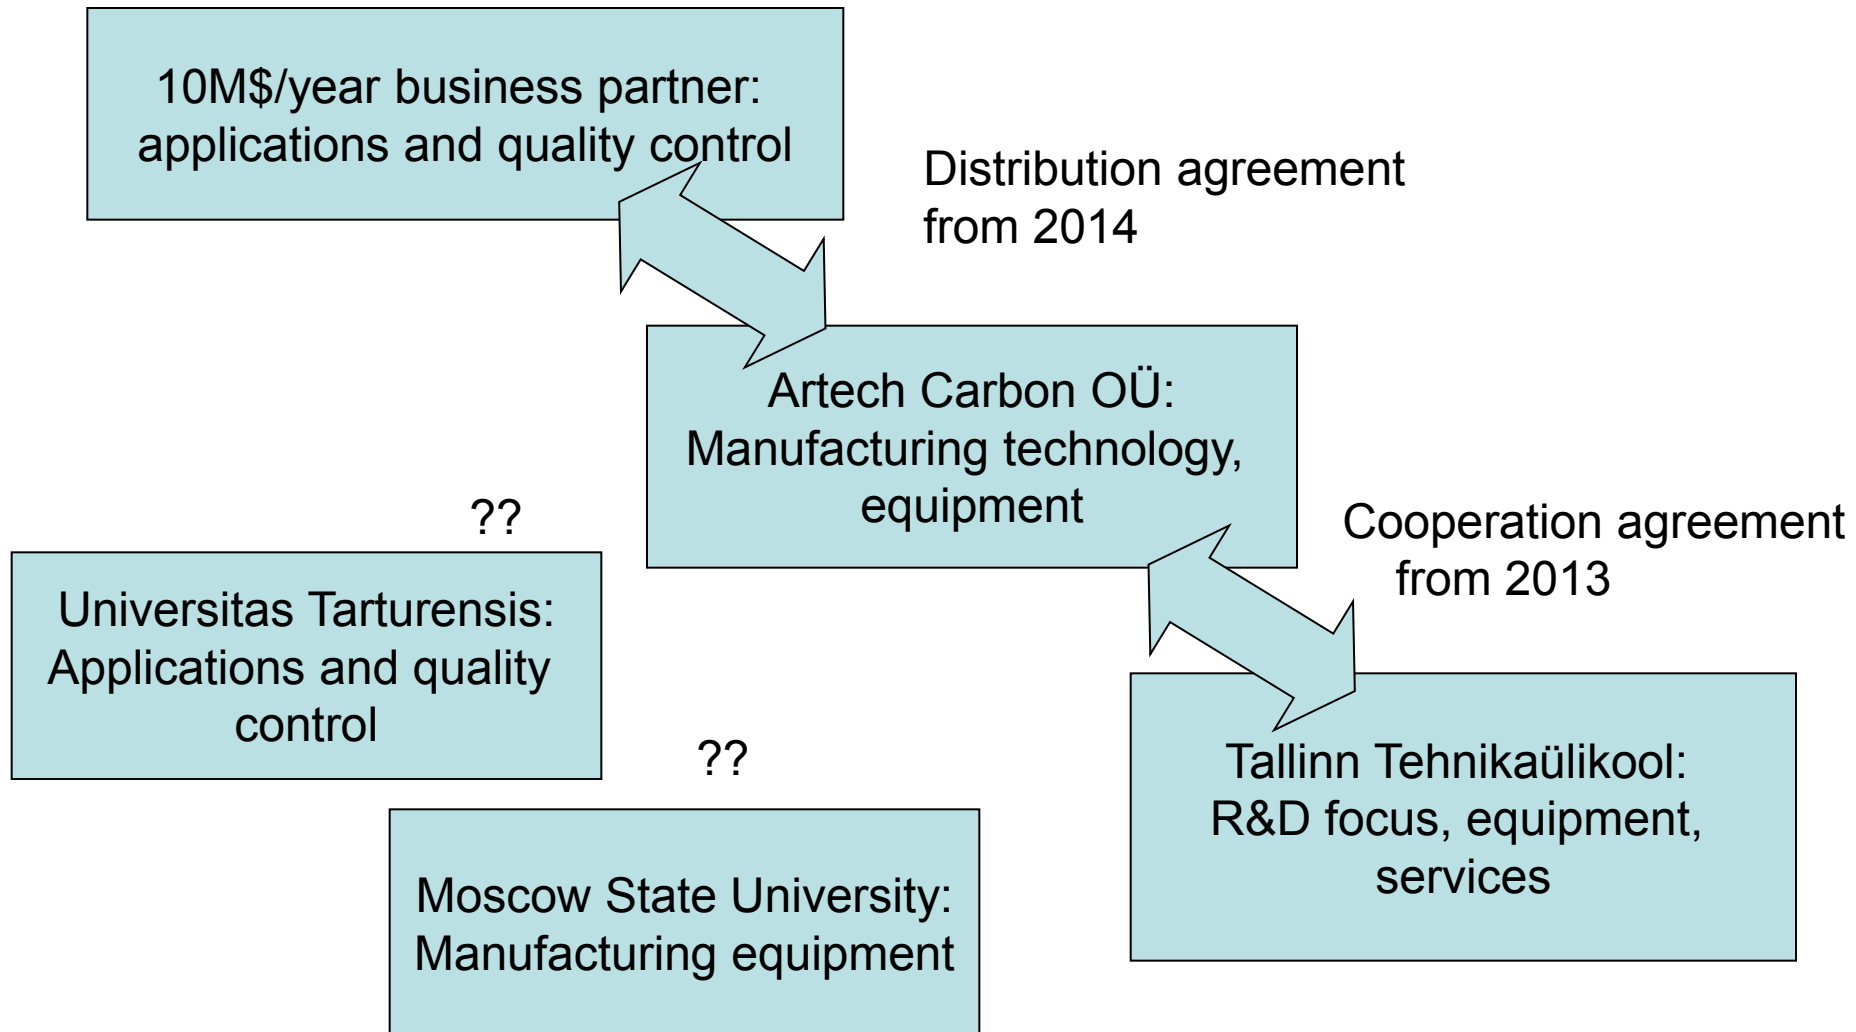 10M$/year business partner:
applications and quality control
Distribution agreement
from 2014
Artech Carbon OÜ:
Manufacturing technology,
equipment
Cooperation agreement
from 2013
??
Universitas Tarturensis:
Applications and quality
control
??
Moscow State University:
Manufacturing equipment
Tallinn Tehnikaülikool:
R&D focus, equipment,
services